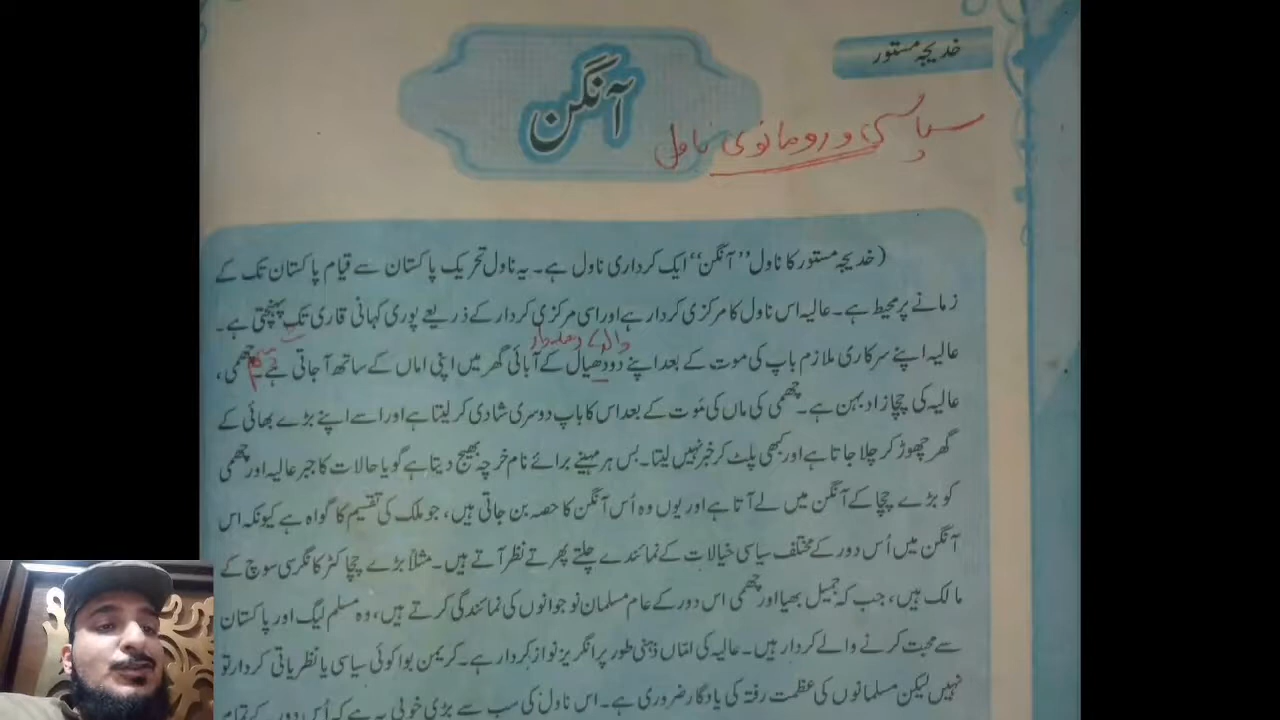 خدیجہ مستور
آنگن
سیاسی و رومانوی ناول
(خدیجہ مستور کا ناول ”آنگن“ ایک کرداری ناول ہے۔ یہ ناول تحریک پاکستان سے قیام پاکستان تک کے
زمانے پر محیط ہے۔ عالیہ اس ناول کا مرکزی کردار ہے اور اسی مرکزی کردار کے ذریعے پوری کہانی قاری تک پہنچتی ہے۔
عالیہ اپنے سرکاری ملازم باپ کی موت کے بعد اپنے دودھیال کے آبائی گھر میں اپنی اماں کے ساتھ آ جاتی ہے۔ چھمی،
عالیہ کی چچا زاد بہن ہے۔ چھمی کی ماں کی مَوت کے بعد اس کا باپ دوسری شادی کر لیتا ہے اور اسے اپنے بڑے بھائی کے
گھر چھوڑ کر چلا جاتا ہے اور کبھی پلٹ کر خبر نہیں لیتا۔ بس ہر مہینے برائے نام خرچہ بھیج دیتا ہے گویا حالات کا جبر عالیہ اور چھمی
کو بڑے چچا کے آنگن میں لے آتا ہے اور یوں وہ اُس آنگن کا حصہ بن جاتی ہیں، جو ملک کی تقسیم کا گواہ ہے کیونکہ اس
آنگن میں اُس دور کے مختلف سیاسی خیالات کے نمائندے چلتے پھرتے نظر آتے ہیں۔ مثلاً بڑے چچا کٹر کانگرسی سوچ کے
مالک ہیں، جب کہ جمیل بھیا اور چھمی اس دور کے عام مسلمان نوجوانوں کی نمائندگی کرتے ہیں، وہ مسلم لیگ اور پاکستان
سے محبت کرنے والے کردار ہیں۔ عالیہ کی امّاں ذہنی طور پر انگریز نواز کردار ہے۔ کریمن بوا کوئی سیاسی یا نظریاتی کردار تو
نہیں لیکن مسلمانوں کی عظمت رفتہ کی یادگار ضروری ہے۔ اس ناول کی سب سے بڑی خوبی یہ ہے کہ اُس دور کے تمام